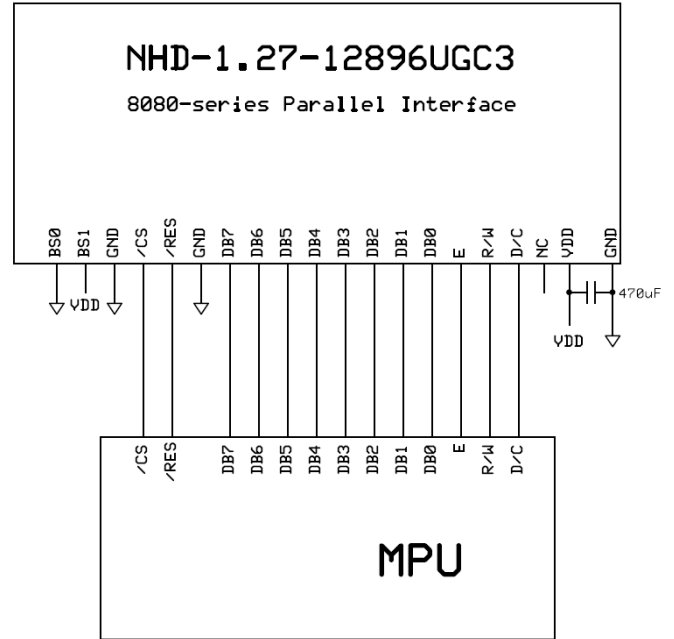 NHD-1.27-12896UGC3
8080-series Parallel Interface
BS0 BS1 GND /CS /RES GND DB7 DB6 DB5 DB4 DB3 DB2 DB1 DB0 E R/W D/C NC VDD GND
VDD
470uF
VDD
/CS /RES DB7 DB6 DB5 DB4 DB3 DB2 DB1 DB0 E R/W D/C
MPU